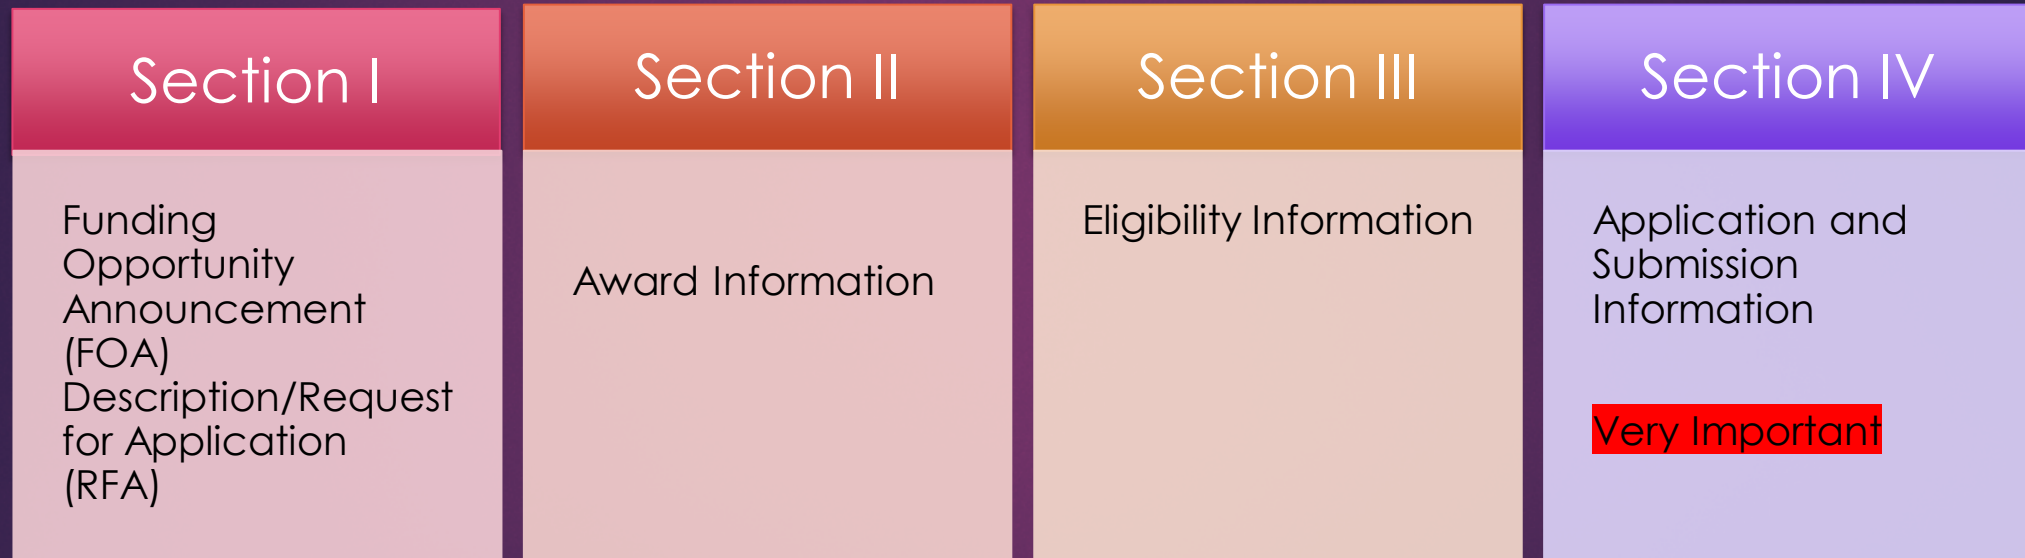 Section I
Funding
Opportunity
Announcement
(FOA)
Description/Request
for Application
(RFA)
Section II
Award Information
Section III
Eligibility Information
Section IV
Application and
Submission
Information
Very Important